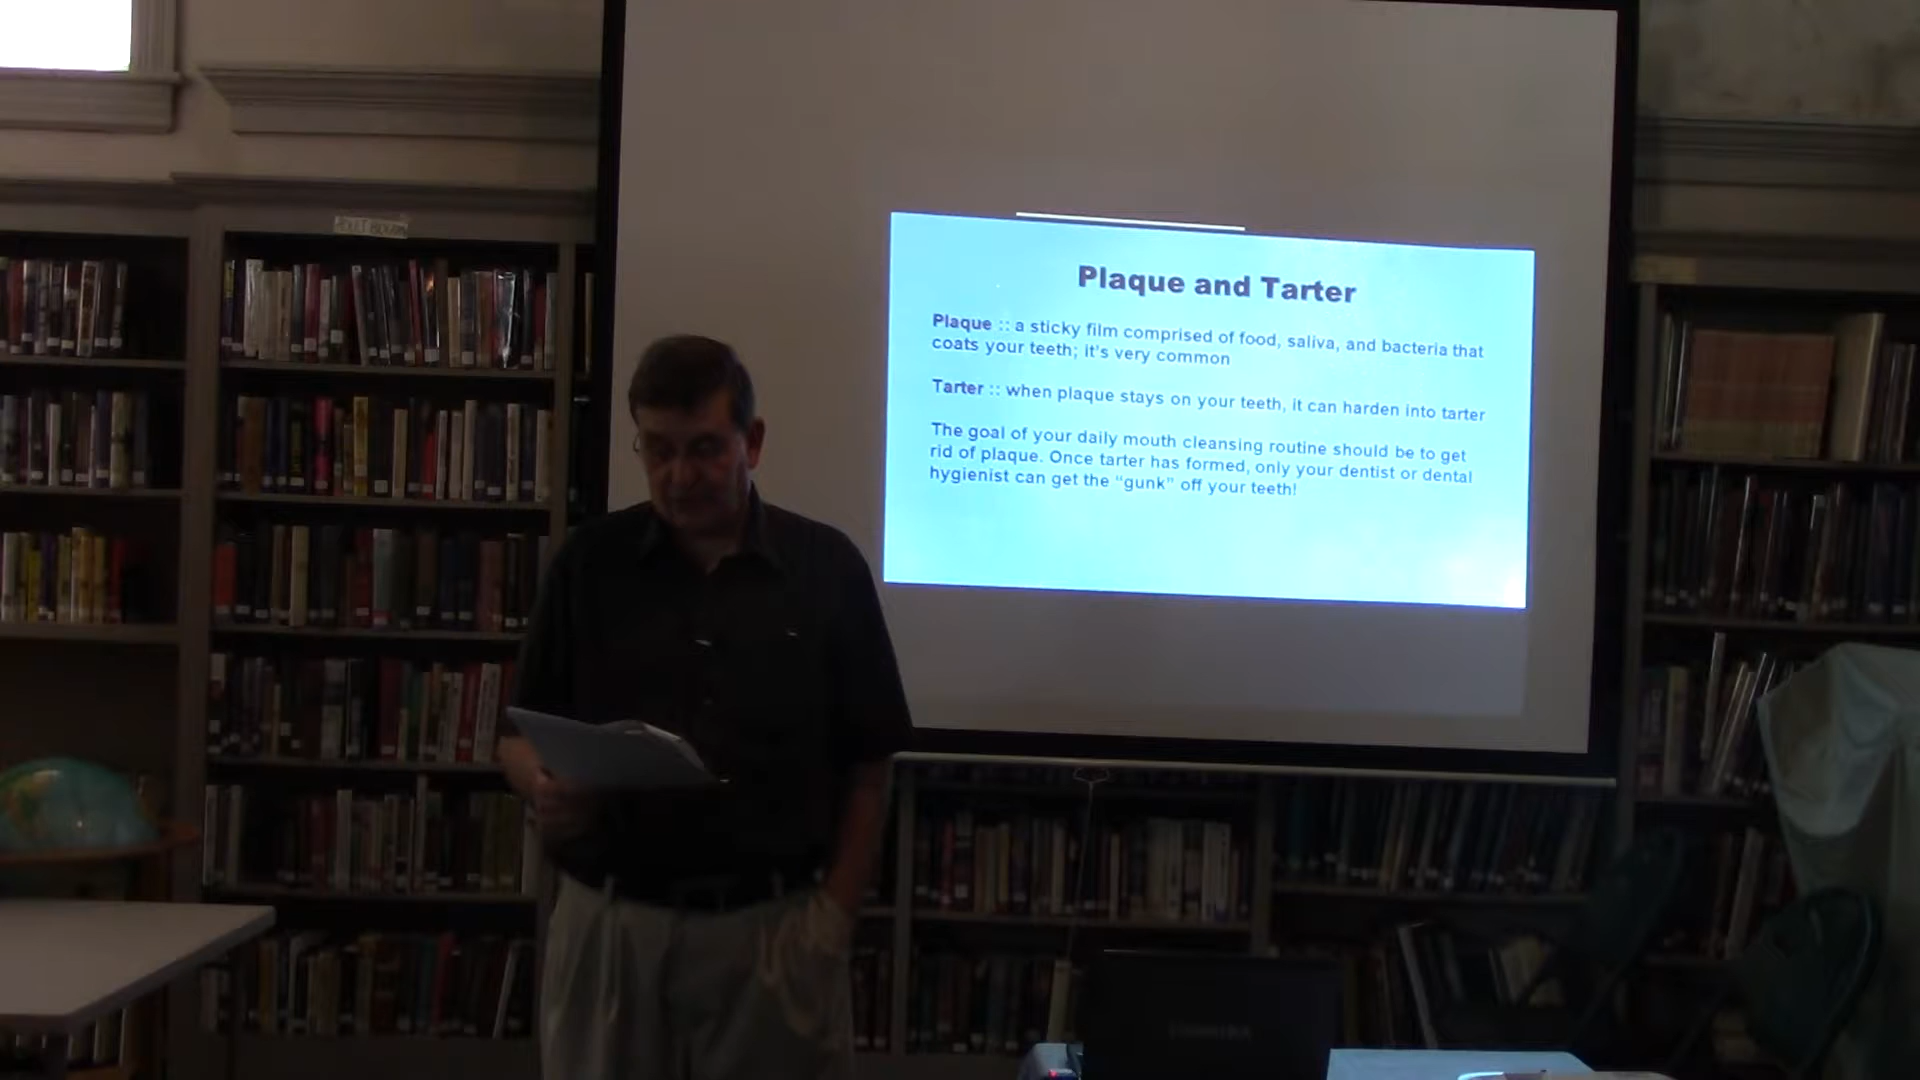 ADULT BIOGRAPHY
Plaque and Tarter
Plaque :: a sticky film comprised of food, saliva, and bacteria that
coats your teeth; it's very common
Tarter :: when plaque stays on your teeth, it can harden into tarter
The goal of your daily mouth cleansing routine should be to get
rid of plaque. Once tarter has formed, only your dentist or dental
hygienist can get the "gunk" off your teeth!